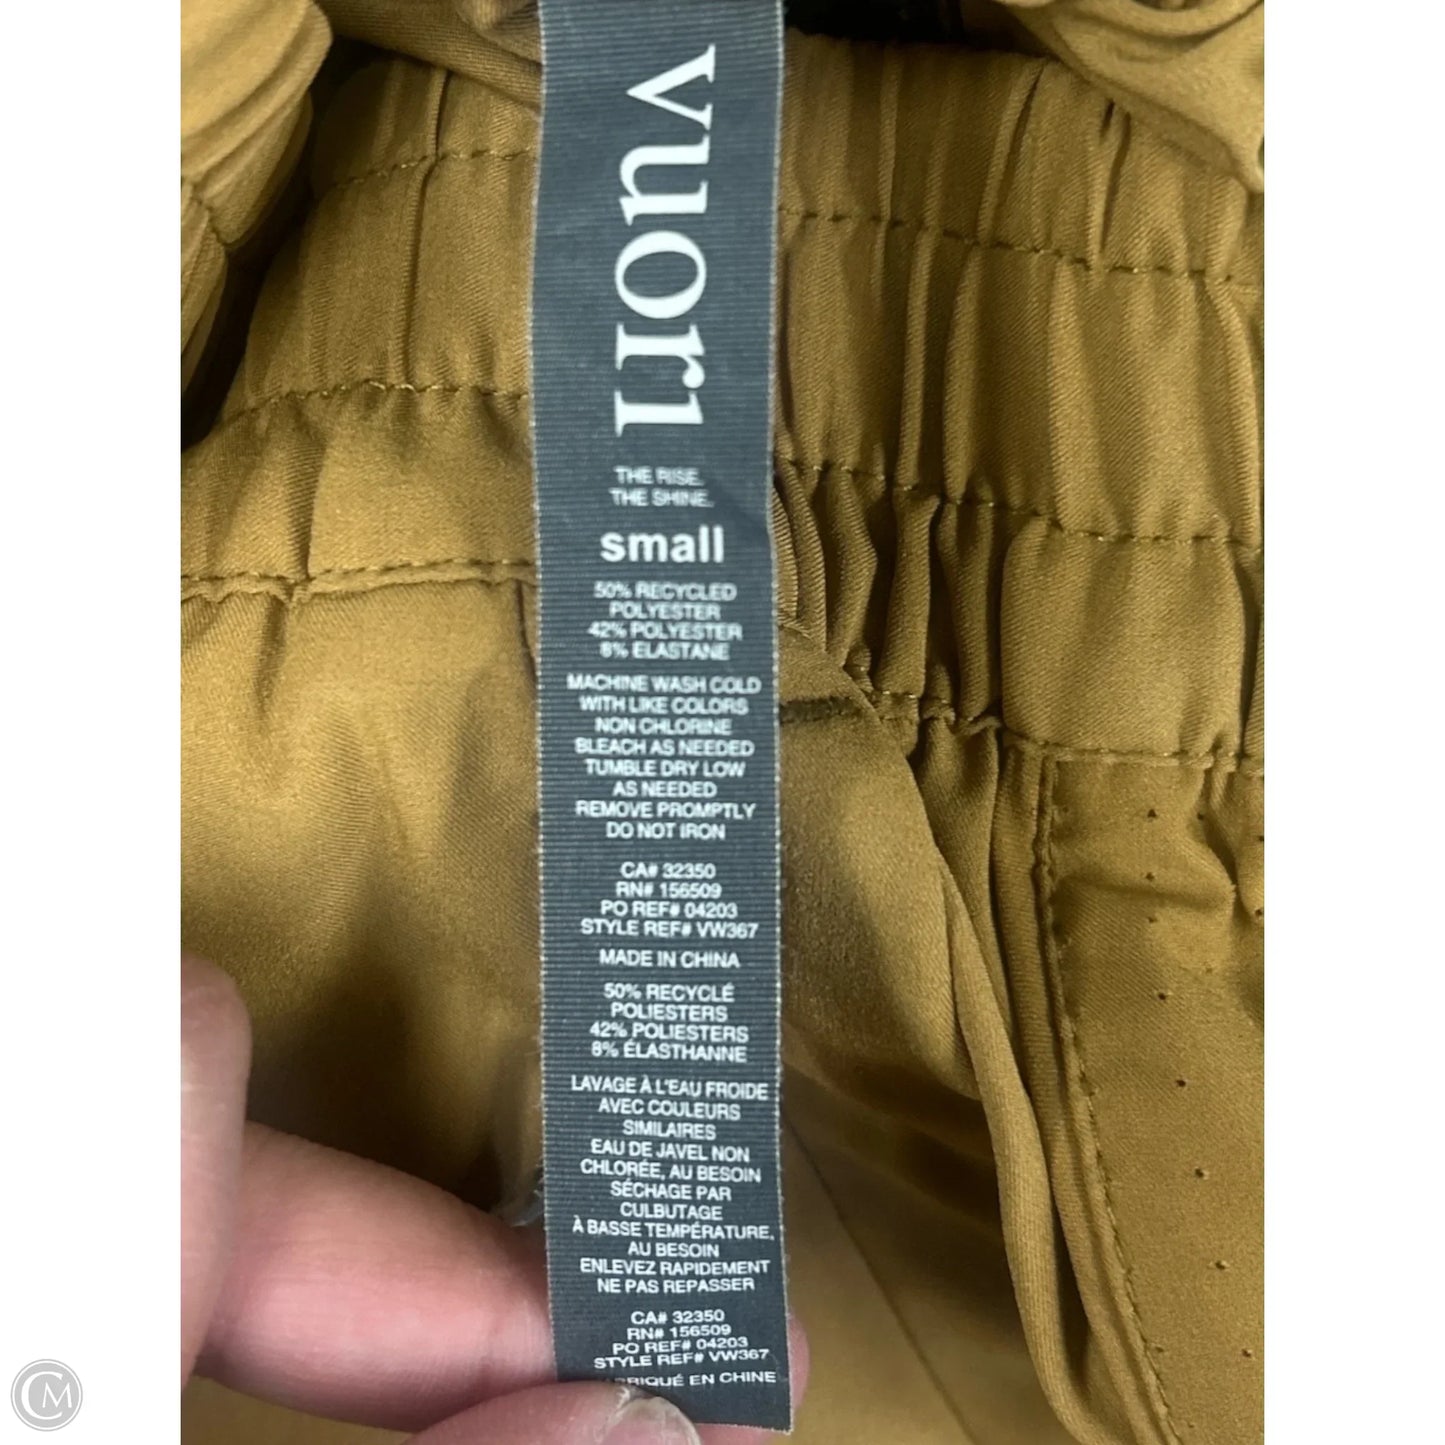 vuori
THE RISE.
THE SHINE.
small
50% RECYCLED
POLYESTER
42% POLYESTER
8% ELASTANE
MACHINE WASH COLD
WITH LIKE COLORS
NON CHLORINE
BLEACH AS NEEDED
TUMBLE DRY LOW
AS NEEDED
REMOVE PROMPTLY
DO NOT IRON
CA# 32350
RN# 156509
PO REF# 04203
STYLE REF# VW367
MADE IN CHINA
50% RECYCLÉ
POLIESTERS
42% POLIESTERS
8% ÉLASTHANNE
LAVAGE À L'EAU FROIDE
AVEC COULEURS
SIMILAIRES
EAU DE JAVEL NON
CHLORÉE, AU BESOIN
SÉCHAGE PAR
CULBUTAGE
À BASSE TEMPÉRATURE,
AU BESOIN
ENLEVEZ RAPIDEMENT
NE PAS REPASSER
CA# 32350
RN# 156509
PO REF# 04203
STYLE REF# VW367
EN CHINE
CM